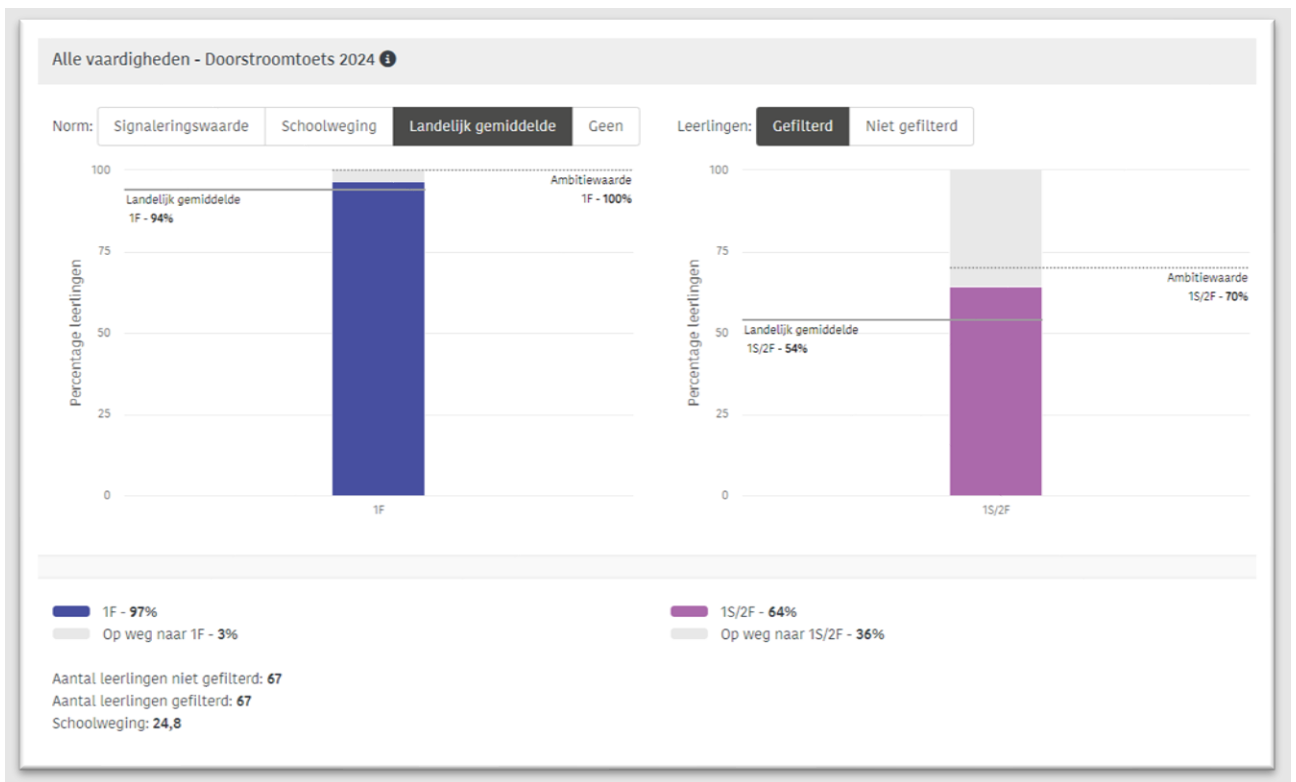 Alle vaardigheden - Doorstroomtoets 2024
Norm: Signaleringswaarde Schoolweging Landelijk gemiddelde Geen Leerlingen: Gefilterd Niet gefilterd
100
Ambitiewaarde
1F - 100%
Landelijk gemiddelde
1F - 94%
75
50
25
0
Percentage leerlingen
1F
100
75
Ambitiewaarde
1S/2F - 70%
50
Landelijk gemiddelde
1S/2F - 54%
25
0
Percentage leerlingen
1S/2F
1F - 97%
Op weg naar 1F - 3%
1S/2F - 64%
Op weg naar 1S/2F - 36%
Aantal leerlingen niet gefilterd: 67
Aantal leerlingen gefilterd: 67
Schoolweging: 24,8